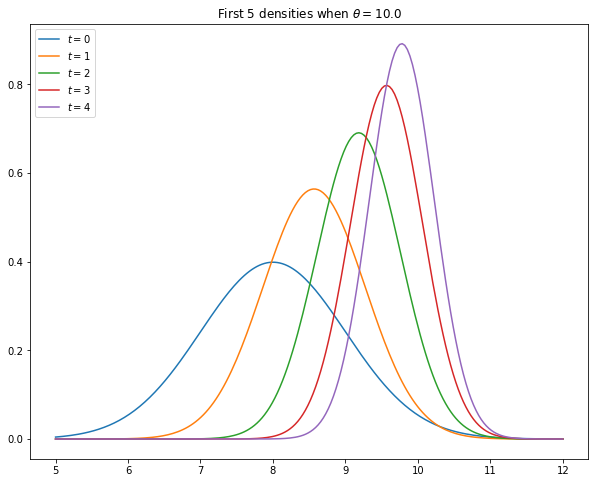 First 5 densities when θ = 10.0
t = 0
t = 1
t = 2
t = 3
t = 4
0.8
0.6
0.4
0.2
0.0
5 6 7 8 9 10 11 12